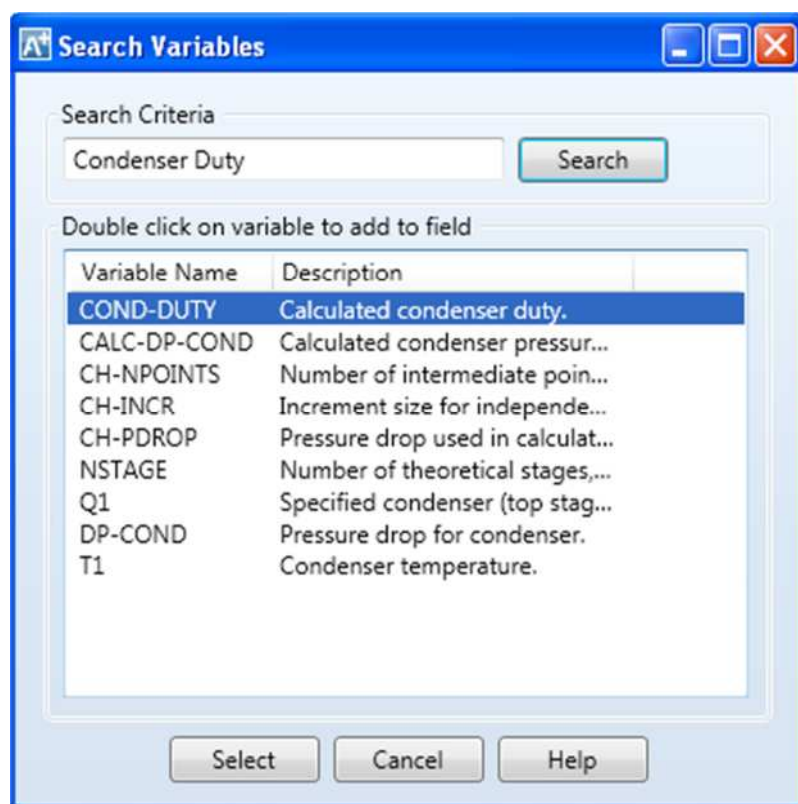 A+ Search Variables
Search Criteria
Condenser Duty Search
Double click on variable to add to field
Variable Name Description
COND-DUTY Calculated condenser duty.
CALC-DP-COND Calculated condenser pressur...
CH-NPOINTS Number of intermediate poin...
CH-INCR Increment size for independe...
CH-PDROP Pressure drop used in calculat...
NSTAGE Number of theoretical stages,...
Q1 Specified condenser (top stag...
DP-COND Pressure drop for condenser.
T1 Condenser temperature.
Select Cancel Help